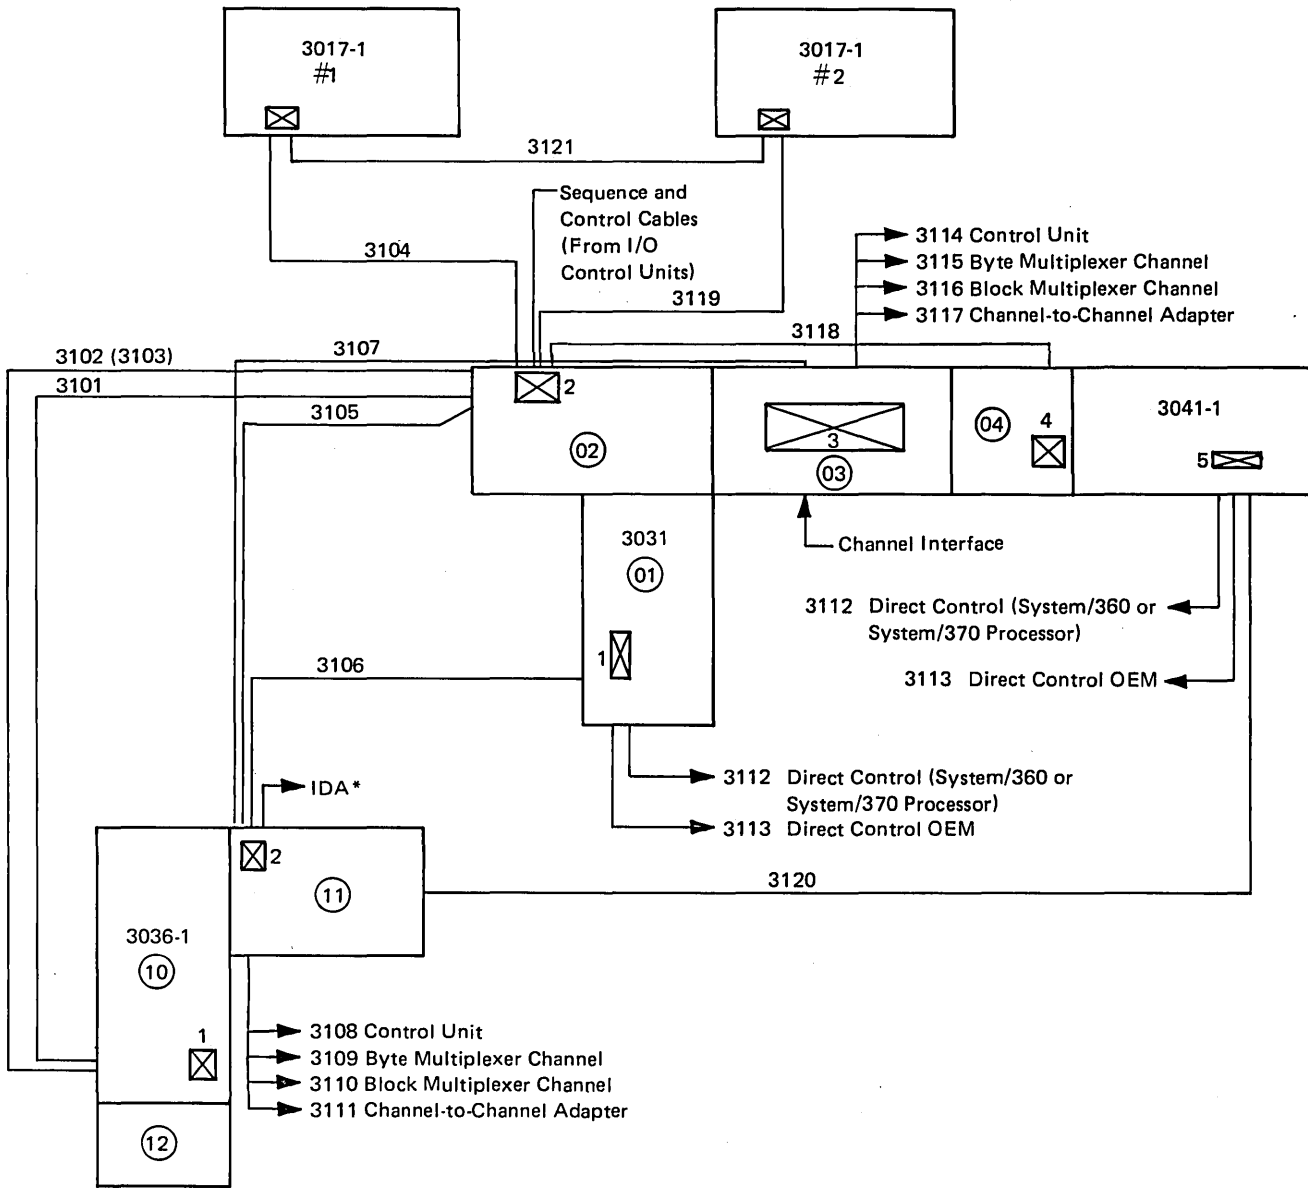 3017-1
#1
3017-1
#2
3121
Sequence and
Control Cables
(From I/O
Control Units)
3104
3119
3114 Control Unit
3115 Byte Multiplexer Channel
3116 Block Multiplexer Channel
3117 Channel-to-Channel Adapter
3118
3102 (3103)
3107
3101
3105
2
02
3
03
04
4
3041-1
5
3031
01
1
Channel Interface
3112 Direct Control (System/360 or
System/370 Processor)
3113 Direct Control OEM
3106
3112 Direct Control (System/360 or
System/370 Processor)
3113 Direct Control OEM
IDA*
2
11
3120
3036-1
10
1
12
3108 Control Unit
3109 Byte Multiplexer Channel
3110 Block Multiplexer Channel
3111 Channel-to-Channel Adapter